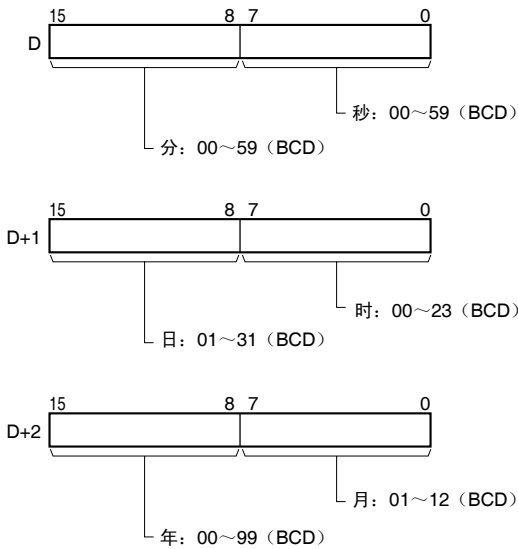 15 8 7 0
D
秒：00～59（BCD）
分：00～59（BCD）
15 8 7 0
D+1
时：00～23（BCD）
日：01～31（BCD）
15 8 7 0
D+2
月：01～12（BCD）
年：00～99（BCD）